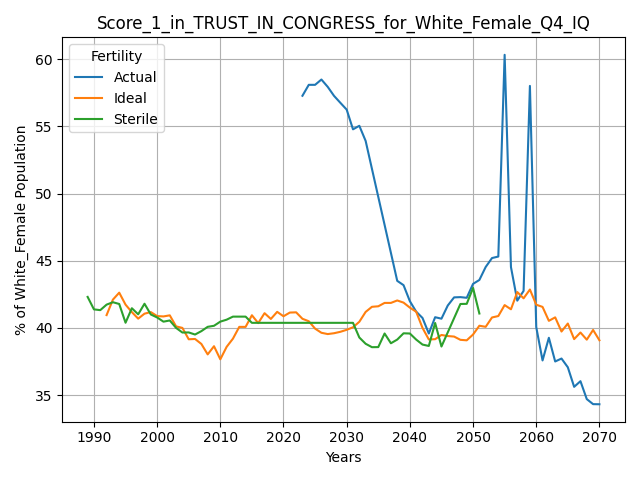 Score_1_in_TRUST_IN_CONGRESS_for_White_Female_Q4_IQ
Fertility
Actual
Ideal
Sterile
% of White_Female Population
60
55
50
45
40
35
1990
2000
2010
2020
2030
2040
2050
2060
2070
Years